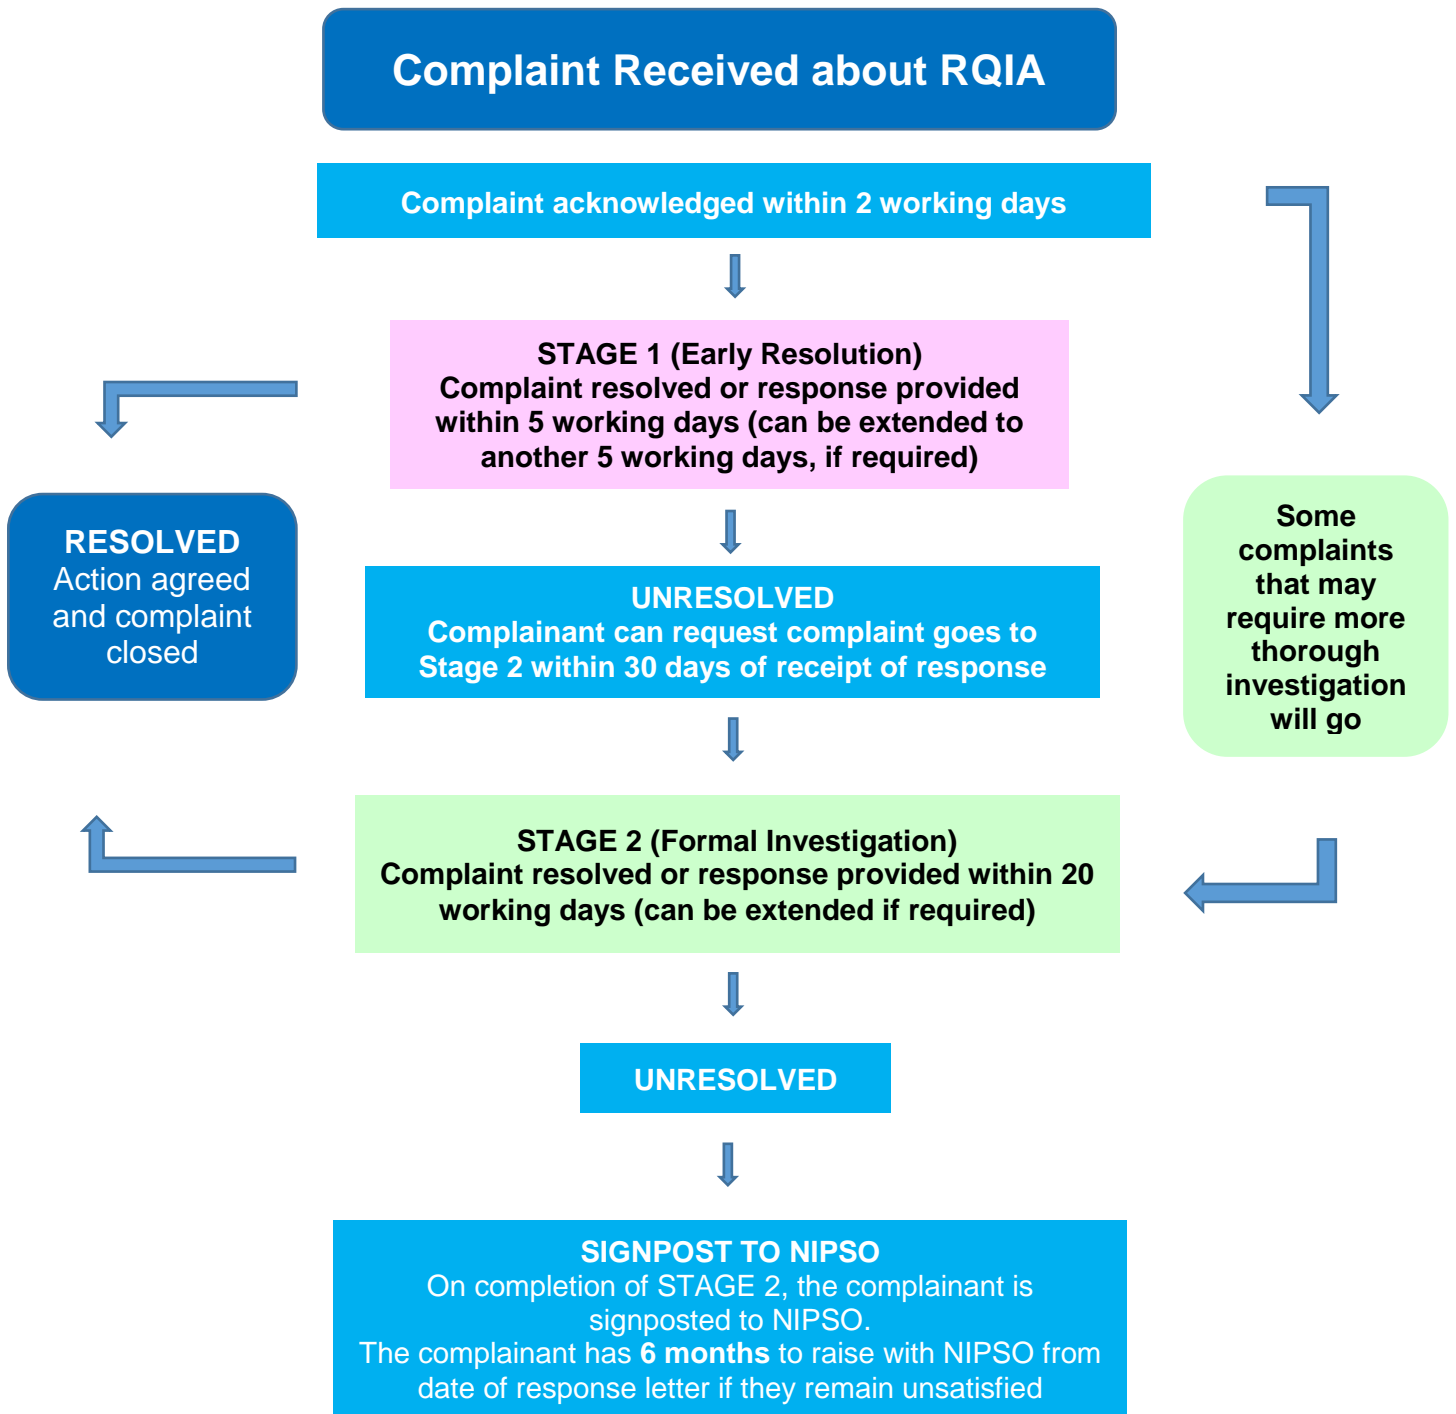 Complaint Received about RQIA
Complaint acknowledged within 2 working days
STAGE 1 (Early Resolution)
Complaint resolved or response provided
within 5 working days (can be extended to
another 5 working days, if required)
RESOLVED
Action agreed
and complaint
closed
UNRESOLVED
Complainant can request complaint goes to
Stage 2 within 30 days of receipt of response
Some
complaints
that may
require more
thorough
investigation
will go
STAGE 2 (Formal Investigation)
Complaint resolved or response provided within 20
working days (can be extended if required)
UNRESOLVED
SIGNPOST TO NIPSO
On completion of STAGE 2, the complainant is
signposted to NIPSO.
The complainant has 6 months to raise with NIPSO from
date of response letter if they remain unsatisfied